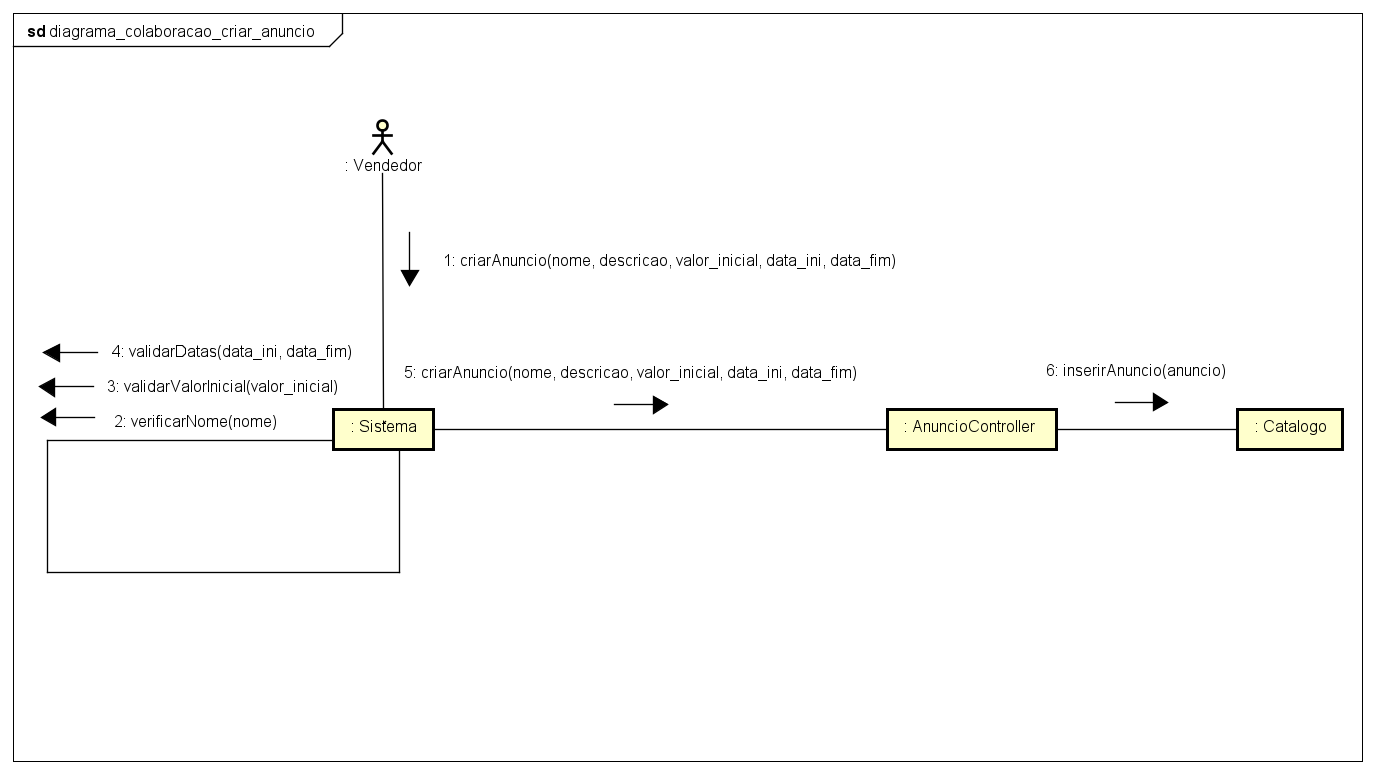 sd diagrama_colaboracao_criar_anuncio
: Vendedor
1: criarAnuncio(nome, descricao, valor_inicial, data_ini, data_fim)
4: validarDatas(data_ini, data_fim)
3: validarValorInicial(valor_inicial)
2: verificarNome(nome)
5: criarAnuncio(nome, descricao, valor_inicial, data_ini, data_fim)
6: inserirAnuncio(anuncio)
: Sistema
: AnuncioController
: Catalogo